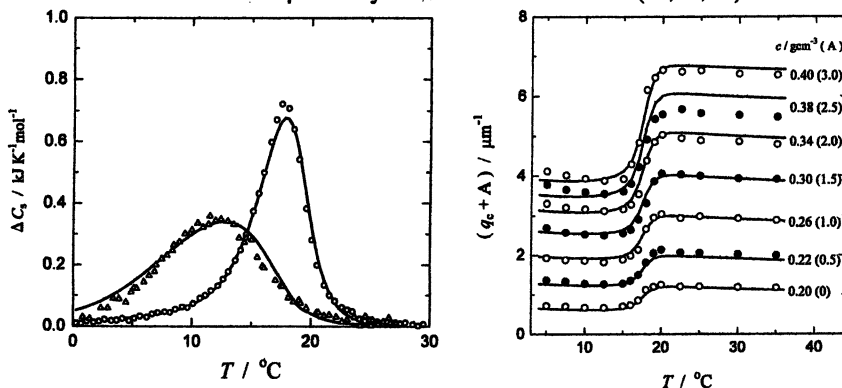 1.0
0.8
0.6
0.4
0.2
0.0
ΔCs / kJ K⁻¹ mol⁻¹
0 10 20 30
T / °C
8
6
4
2
0
(qc + A) / μm⁻¹
c / gcm⁻³ ( A )
0.40 (3.0)
0.38 (2.5)
0.34 (2.0)
0.30 (1.5)
0.26 (1.0)
0.22 (0.5)
0.20 (0)
10 20 30 40
T / °C